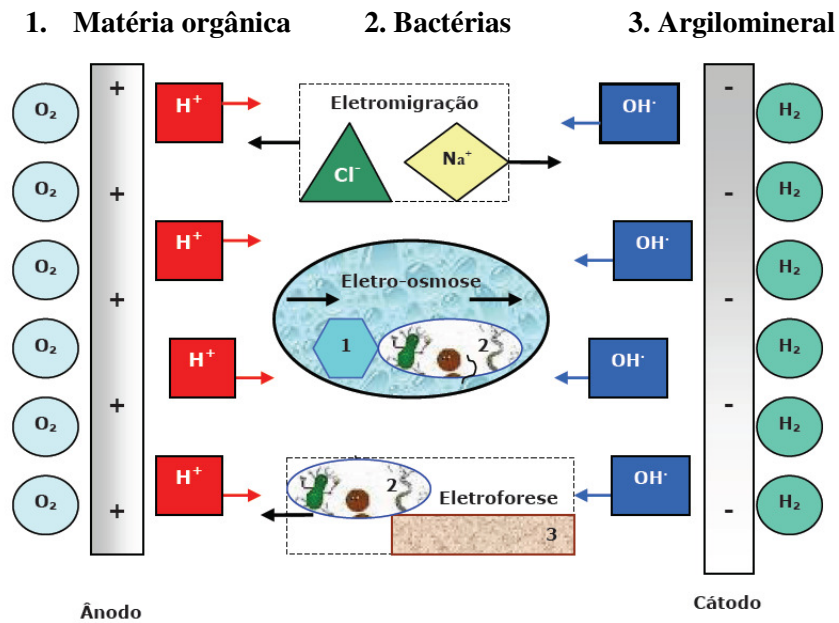 1. Matéria orgânica 2. Bactérias 3. Argilomineral
O₂ + H⁺ Eletromigração OH⁻ - H₂
Cl⁻ Na⁺
O₂ + - H₂
O₂ H⁺ OH⁻ H₂
Eletro-osmose
+ -
O₂ H⁺ 1 2 OH⁻ H₂
O₂ + - H₂
H⁺ 2 Eletroforese OH⁻
O₂ + - H₂
3
Ânodo Cátodo